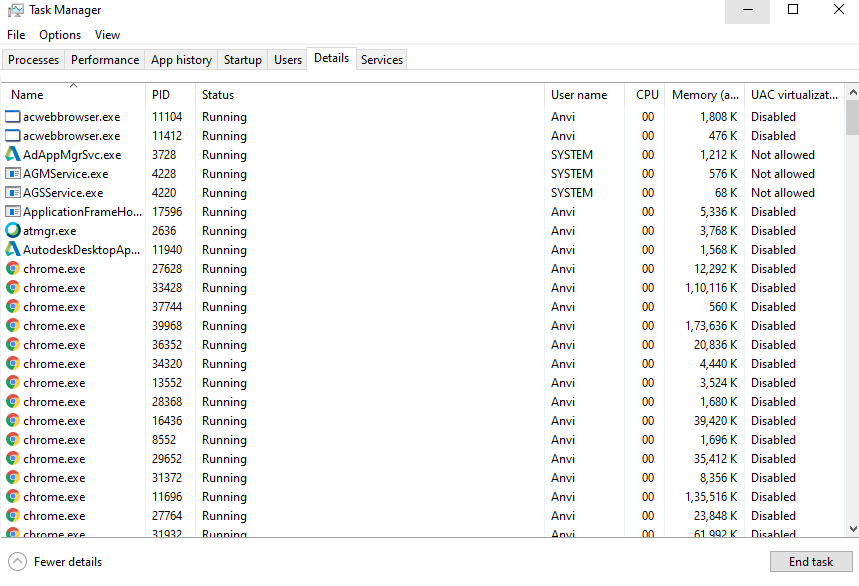 Task Manager
File Options View
Processes Performance App history Startup Users Details Services
Name PID Status User name CPU Memory (a... UAC virtualizat...
acwebbrowser.exe 11104 Running Anvi 00 1,808 K Disabled
acwebbrowser.exe 11412 Running Anvi 00 476 K Disabled
AdAppMgrSvc.exe 3728 Running SYSTEM 00 1,212 K Not allowed
AGMService.exe 4228 Running SYSTEM 00 576 K Not allowed
AGSService.exe 4220 Running SYSTEM 00 68 K Not allowed
ApplicationFrameHo... 17596 Running Anvi 00 5,336 K Disabled
atmgr.exe 2636 Running Anvi 00 3,768 K Disabled
AutodeskDesktopAp... 11940 Running Anvi 00 1,568 K Disabled
chrome.exe 27628 Running Anvi 00 12,292 K Disabled
chrome.exe 33428 Running Anvi 00 1,10,116 K Disabled
chrome.exe 37744 Running Anvi 00 560 K Disabled
chrome.exe 39968 Running Anvi 00 1,73,636 K Disabled
chrome.exe 36352 Running Anvi 00 20,836 K Disabled
chrome.exe 34320 Running Anvi 00 4,440 K Disabled
chrome.exe 13552 Running Anvi 00 3,524 K Disabled
chrome.exe 28368 Running Anvi 00 1,680 K Disabled
chrome.exe 16436 Running Anvi 00 39,420 K Disabled
chrome.exe 8552 Running Anvi 00 1,696 K Disabled
chrome.exe 29652 Running Anvi 00 35,412 K Disabled
chrome.exe 31372 Running Anvi 00 8,356 K Disabled
chrome.exe 11696 Running Anvi 00 1,35,516 K Disabled
chrome.exe 27764 Running Anvi 00 23,848 K Disabled
chrome.exe 31932 Running Anvi 00 61,992 K Disabled
Fewer details End task